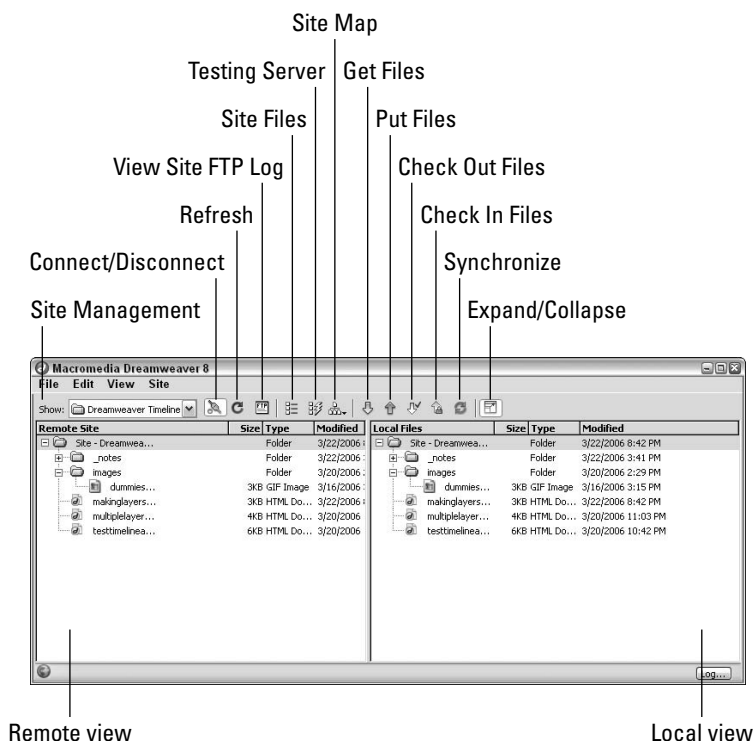 Site Map
Testing Server
Get Files
Site Files
Put Files
View Site FTP Log
Check Out Files
Refresh
Check In Files
Connect/Disconnect
Synchronize
Site Management
Expand/Collapse
Macromedia Dreamweaver 8
File Edit View Site
Show: Dreamweaver Timeline
Remote Site Size Type Modified Local Files Size Type Modified
Site - Dreamwea... Folder 3/22/2006 Site - Dreamwea... Folder 3/22/2006 8:42 PM
_notes Folder 3/22/2006 _notes Folder 3/22/2006 3:41 PM
images Folder 3/20/2006 images Folder 3/20/2006 2:29 PM
dummies... 3KB GIF Image 3/16/2006 dummies... 3KB GIF Image 3/16/2006 3:15 PM
makinglayers... 3KB HTML Do... 3/22/2006 makinglayers... 3KB HTML Do... 3/22/2006 8:42 PM
multiplelayer... 4KB HTML Do... 3/20/2006 multiplelayer... 4KB HTML Do... 3/20/2006 11:03 PM
testtimelinea... 6KB HTML Do... 3/20/2006 testtimelinea... 6KB HTML Do... 3/20/2006 10:42 PM
Log...
Remote view
Local view